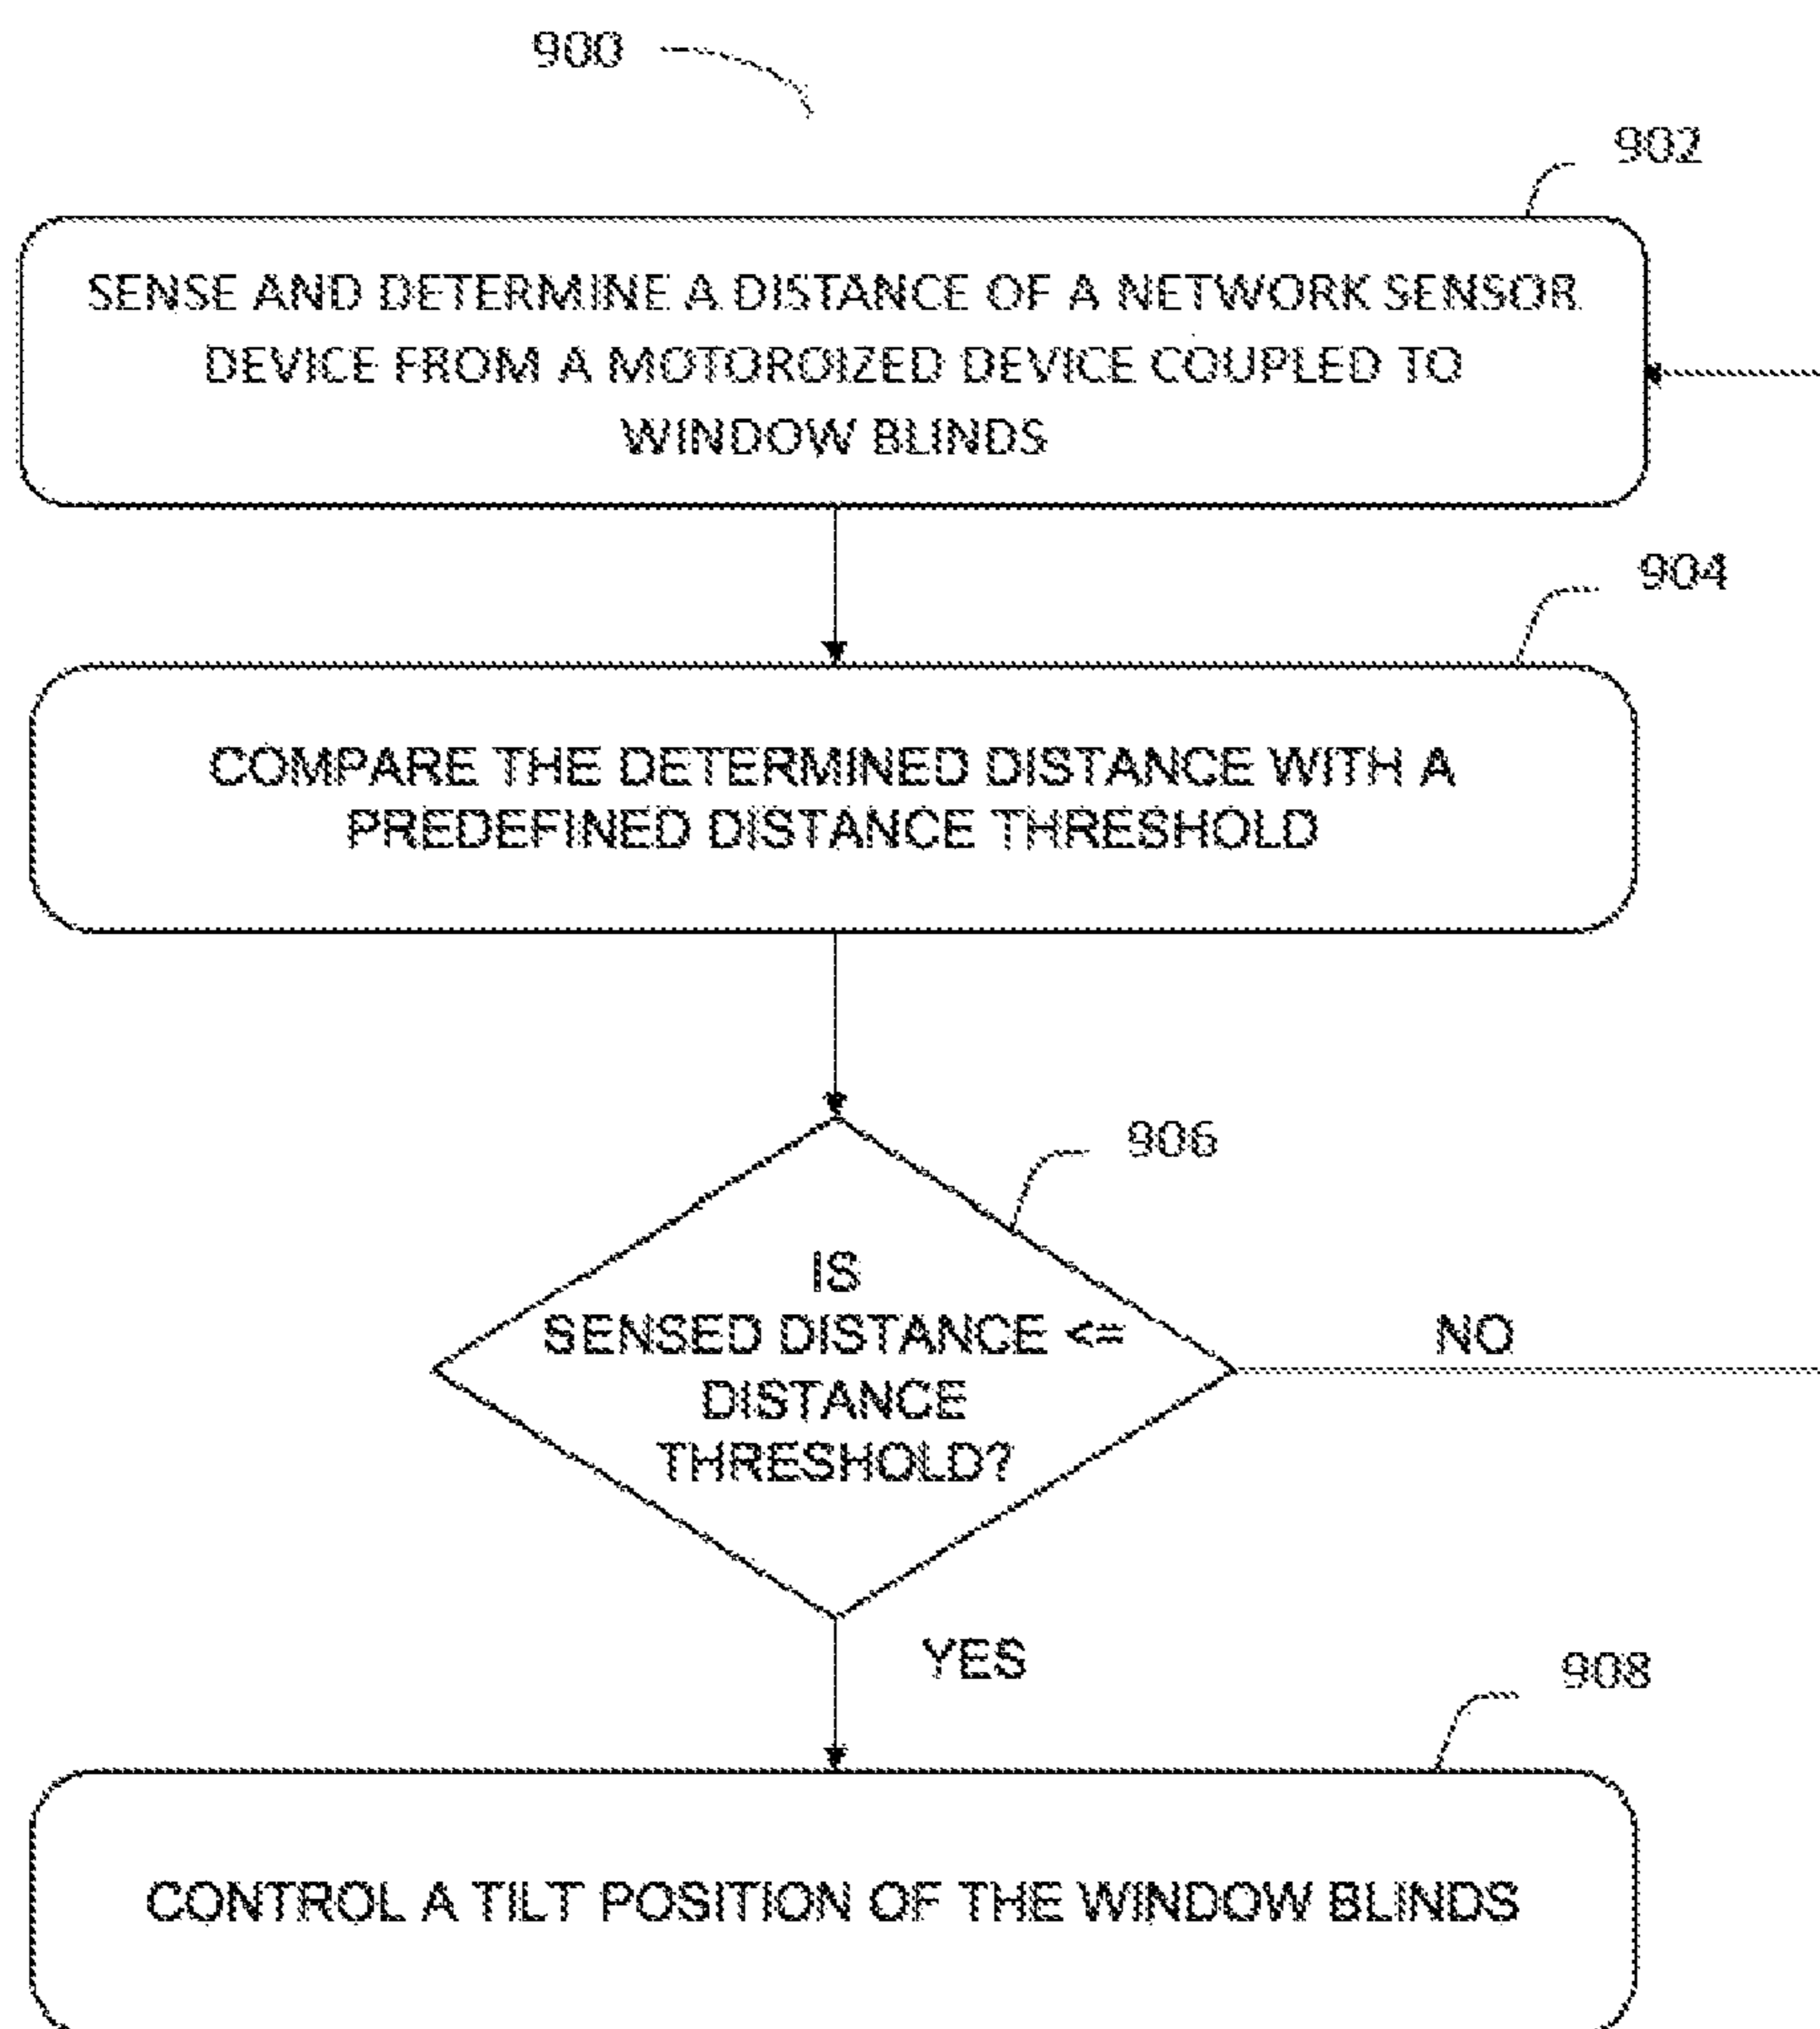 900
902
SENSE AND DETERMINE A DISTANCE OF A NETWORK SENSOR
DEVICE FROM A MOTOROIZED DEVICE COUPLED TO
WINDOW BLINDS
904
COMPARE THE DETERMINED DISTANCE WITH A
PREDEFINED DISTANCE THRESHOLD
906
IS
SENSED DISTANCE <=
DISTANCE
THRESHOLD?
NO
YES
908
CONTROL A TILT POSITION OF THE WINDOW BLINDS